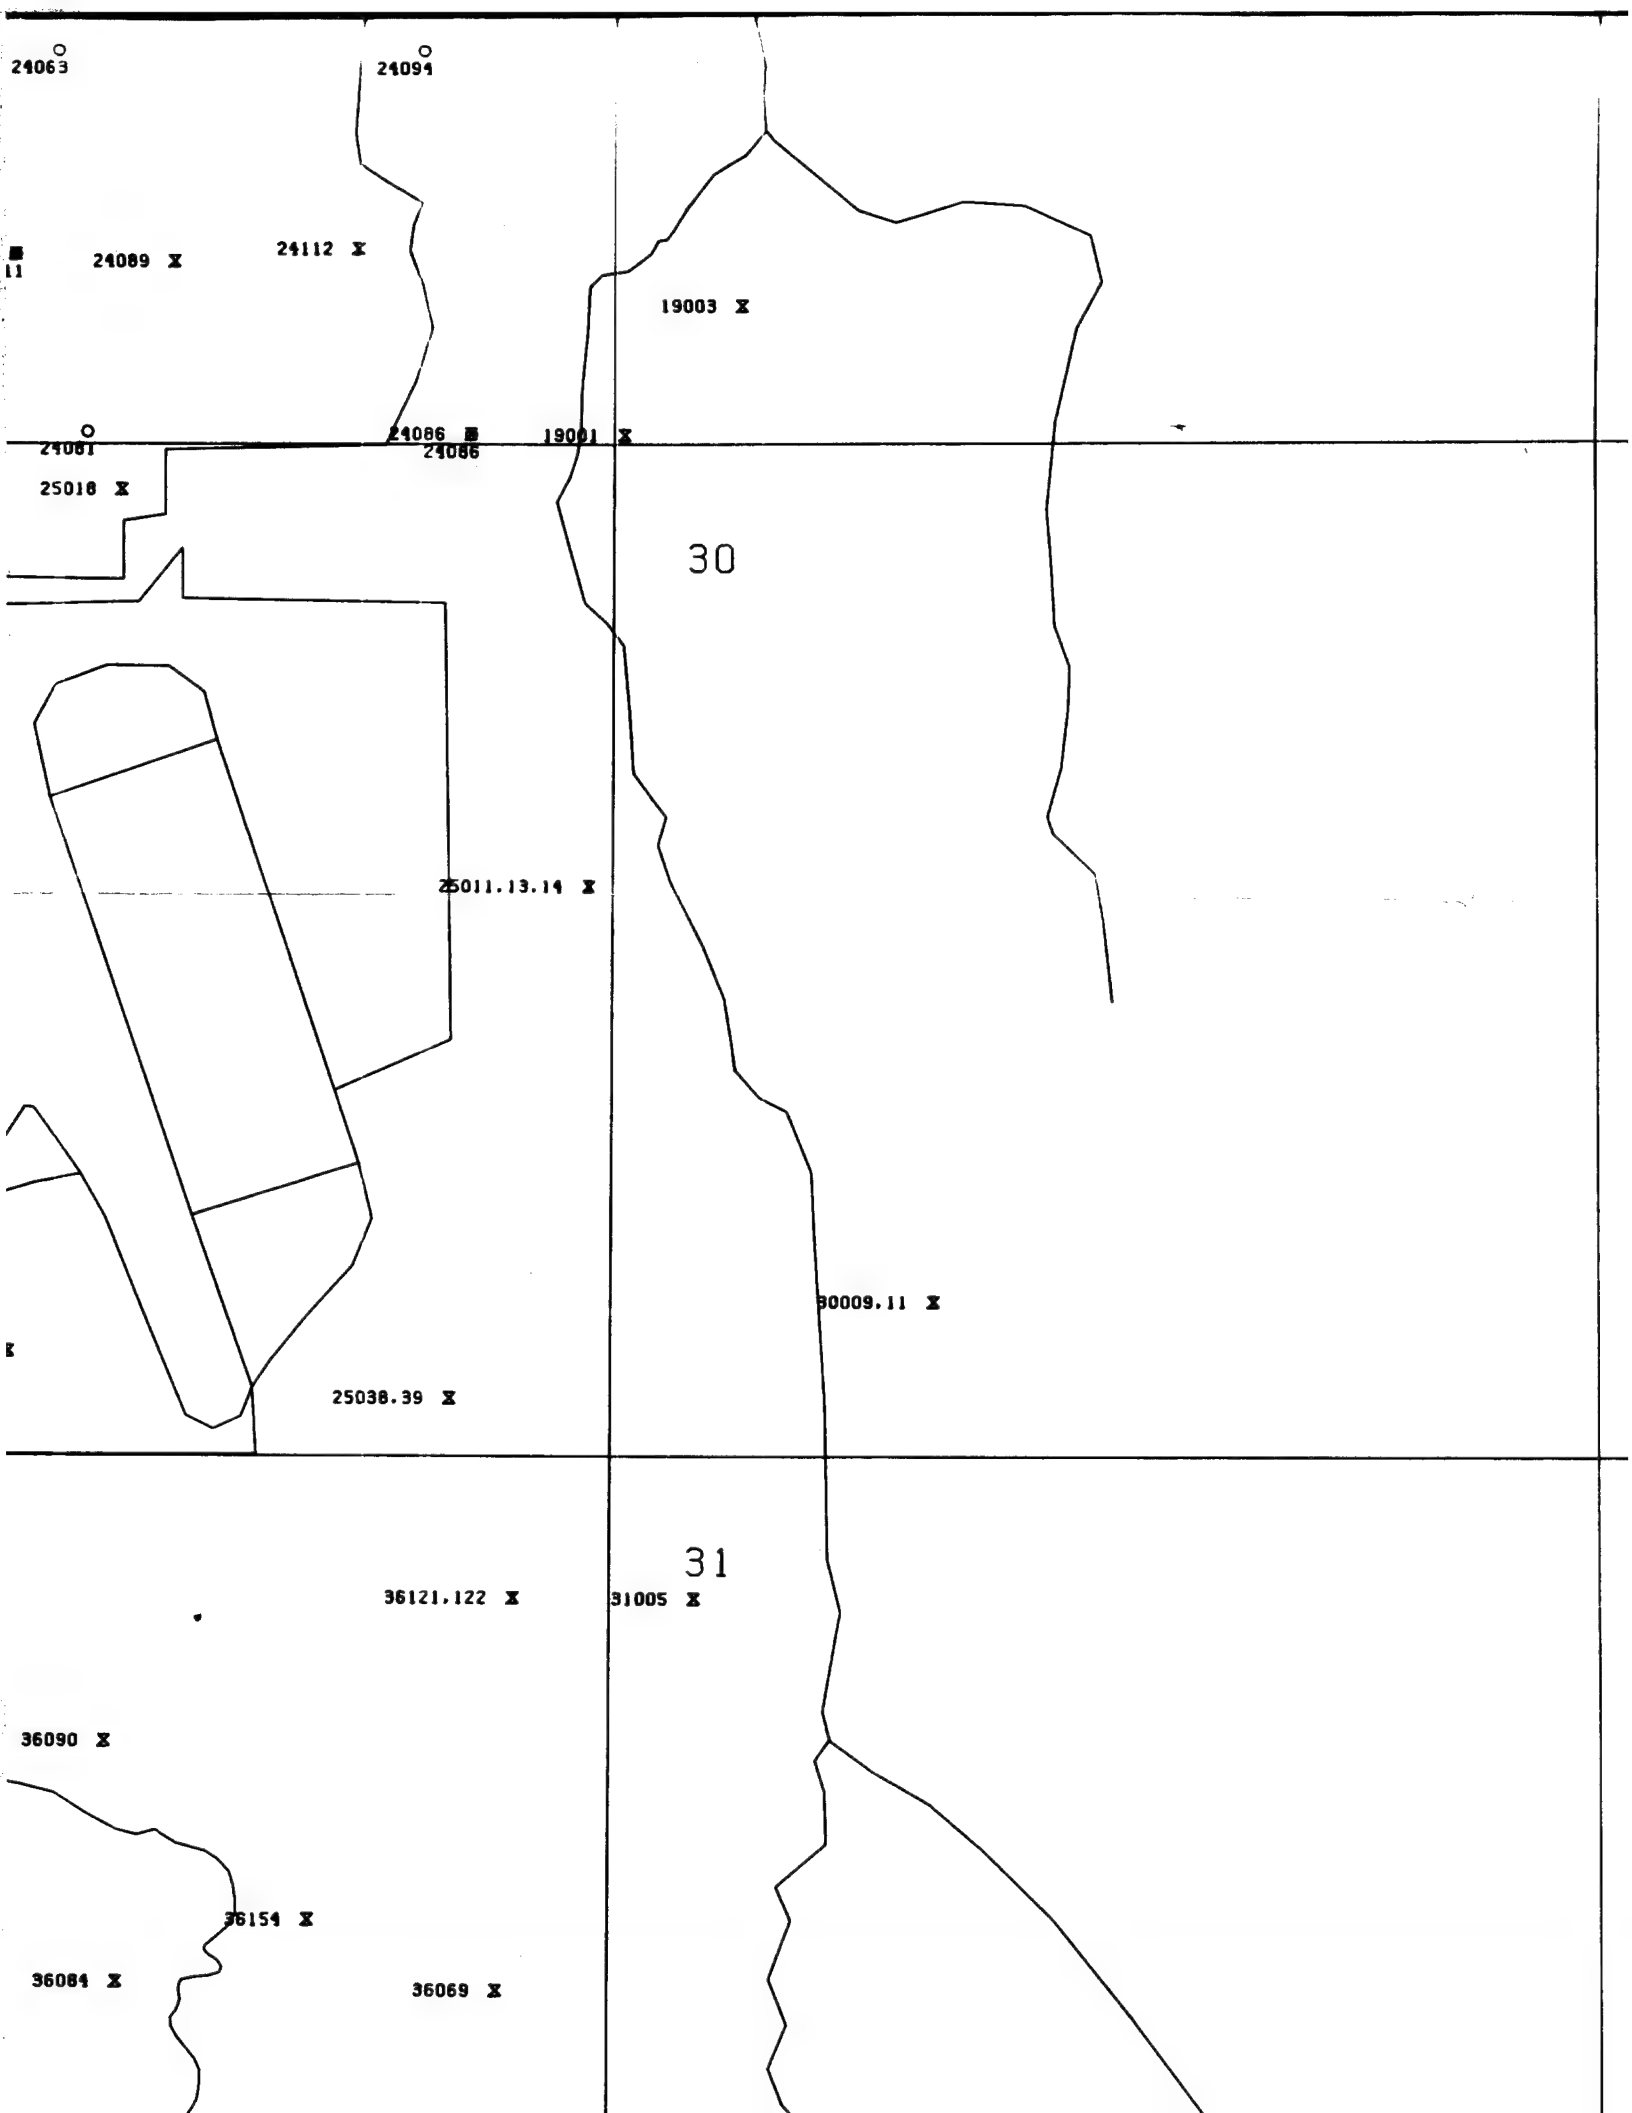 24063
24094
24112 X
11
24089 X
19003 X
24086
19001 X
24081
24086
25018 X
30
25011.13.14 X
30009.11 X
25038.39 X
31
36121.122 X
31005 X
36090 X
36154 X
36084 X
36069 X